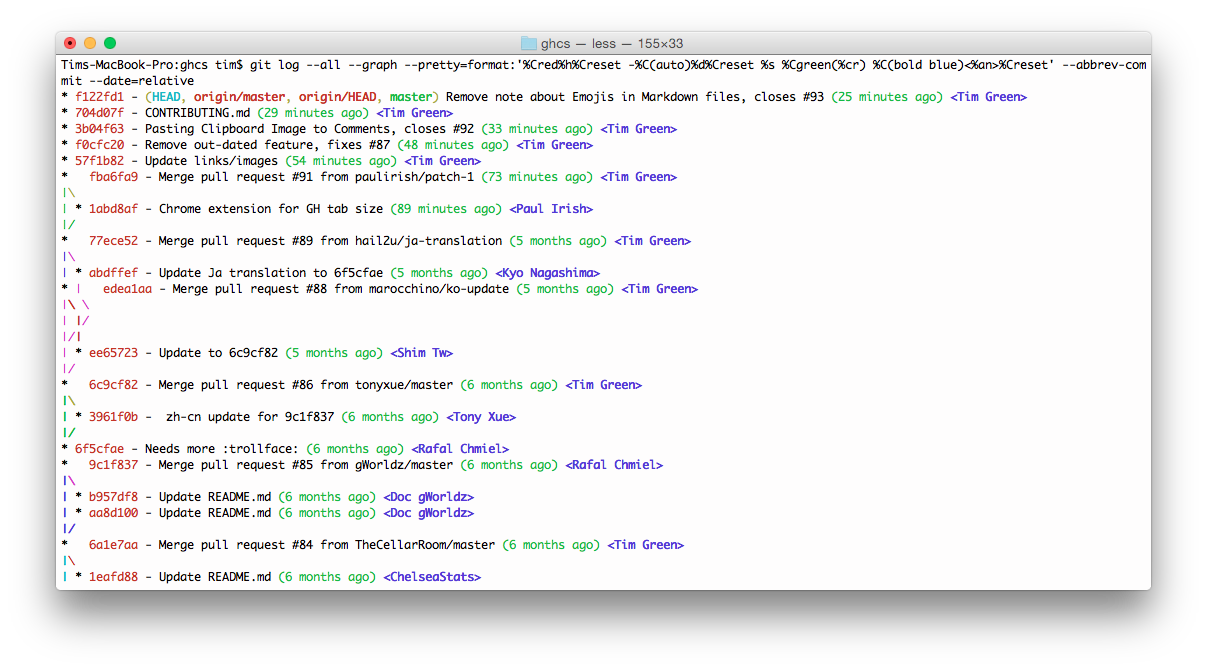 ghcs — less — 155×33
Tims-MacBook-Pro:ghcs tim$ git log --all --graph --pretty=format:'%Cred%h%Creset -%C(auto)%d%Creset %s %Cgreen(%cr) %C(bold blue)<%an>%Creset' --abbrev-com
mit --date=relative
* f122fd1 - (HEAD, origin/master, origin/HEAD, master) Remove note about Emojis in Markdown files, closes #93 (25 minutes ago) <Tim Green>
* 704d07f - CONTRIBUTING.md (29 minutes ago) <Tim Green>
* 3b04f63 - Pasting Clipboard Image to Comments, closes #92 (33 minutes ago) <Tim Green>
* f0cfc20 - Remove out-dated feature, fixes #87 (48 minutes ago) <Tim Green>
* 57f1b82 - Update links/images (54 minutes ago) <Tim Green>
*   fba6fa9 - Merge pull request #91 from paulirish/patch-1 (73 minutes ago) <Tim Green>
|\
| * 1abd8af - Chrome extension for GH tab size (89 minutes ago) <Paul Irish>
|/
*   77ece52 - Merge pull request #89 from hail2u/ja-translation (5 months ago) <Tim Green>
|\
| * abdffef - Update Ja translation to 6f5cfae (5 months ago) <Kyo Nagashima>
* |   edea1aa - Merge pull request #88 from marocchino/ko-update (5 months ago) <Tim Green>
|\ \
| |/
|/|
| * ee65723 - Update to 6c9cf82 (5 months ago) <Shim Tw>
|/
*   6c9cf82 - Merge pull request #86 from tonyxue/master (6 months ago) <Tim Green>
|\
| * 3961f0b -  zh-cn update for 9c1f837 (6 months ago) <Tony Xue>
|/
* 6f5cfae - Needs more :trollface: (6 months ago) <Rafal Chmiel>
*   9c1f837 - Merge pull request #85 from gWorldz/master (6 months ago) <Rafal Chmiel>
|\
| * b957df8 - Update README.md (6 months ago) <Doc gWorldz>
| * aa8d100 - Update README.md (6 months ago) <Doc gWorldz>
|/
*   6a1e7aa - Merge pull request #84 from TheCellarRoom/master (6 months ago) <Tim Green>
|\
| * 1eafd88 - Update README.md (6 months ago) <ChelseaStats>